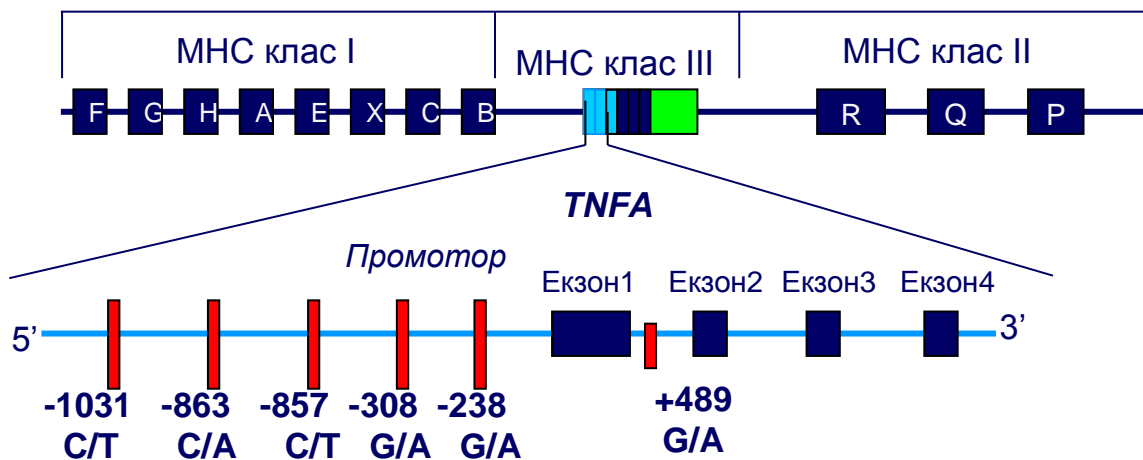 МНС клас I МНС клас III МНС клас II
F G H A E X C B R Q P
TNFA
Промотор
Екзон1 Екзон2 Екзон3 Екзон4
5’ 3’
-1031 -863 -857 -308 -238 +489
C/T C/A C/T G/A G/A G/A